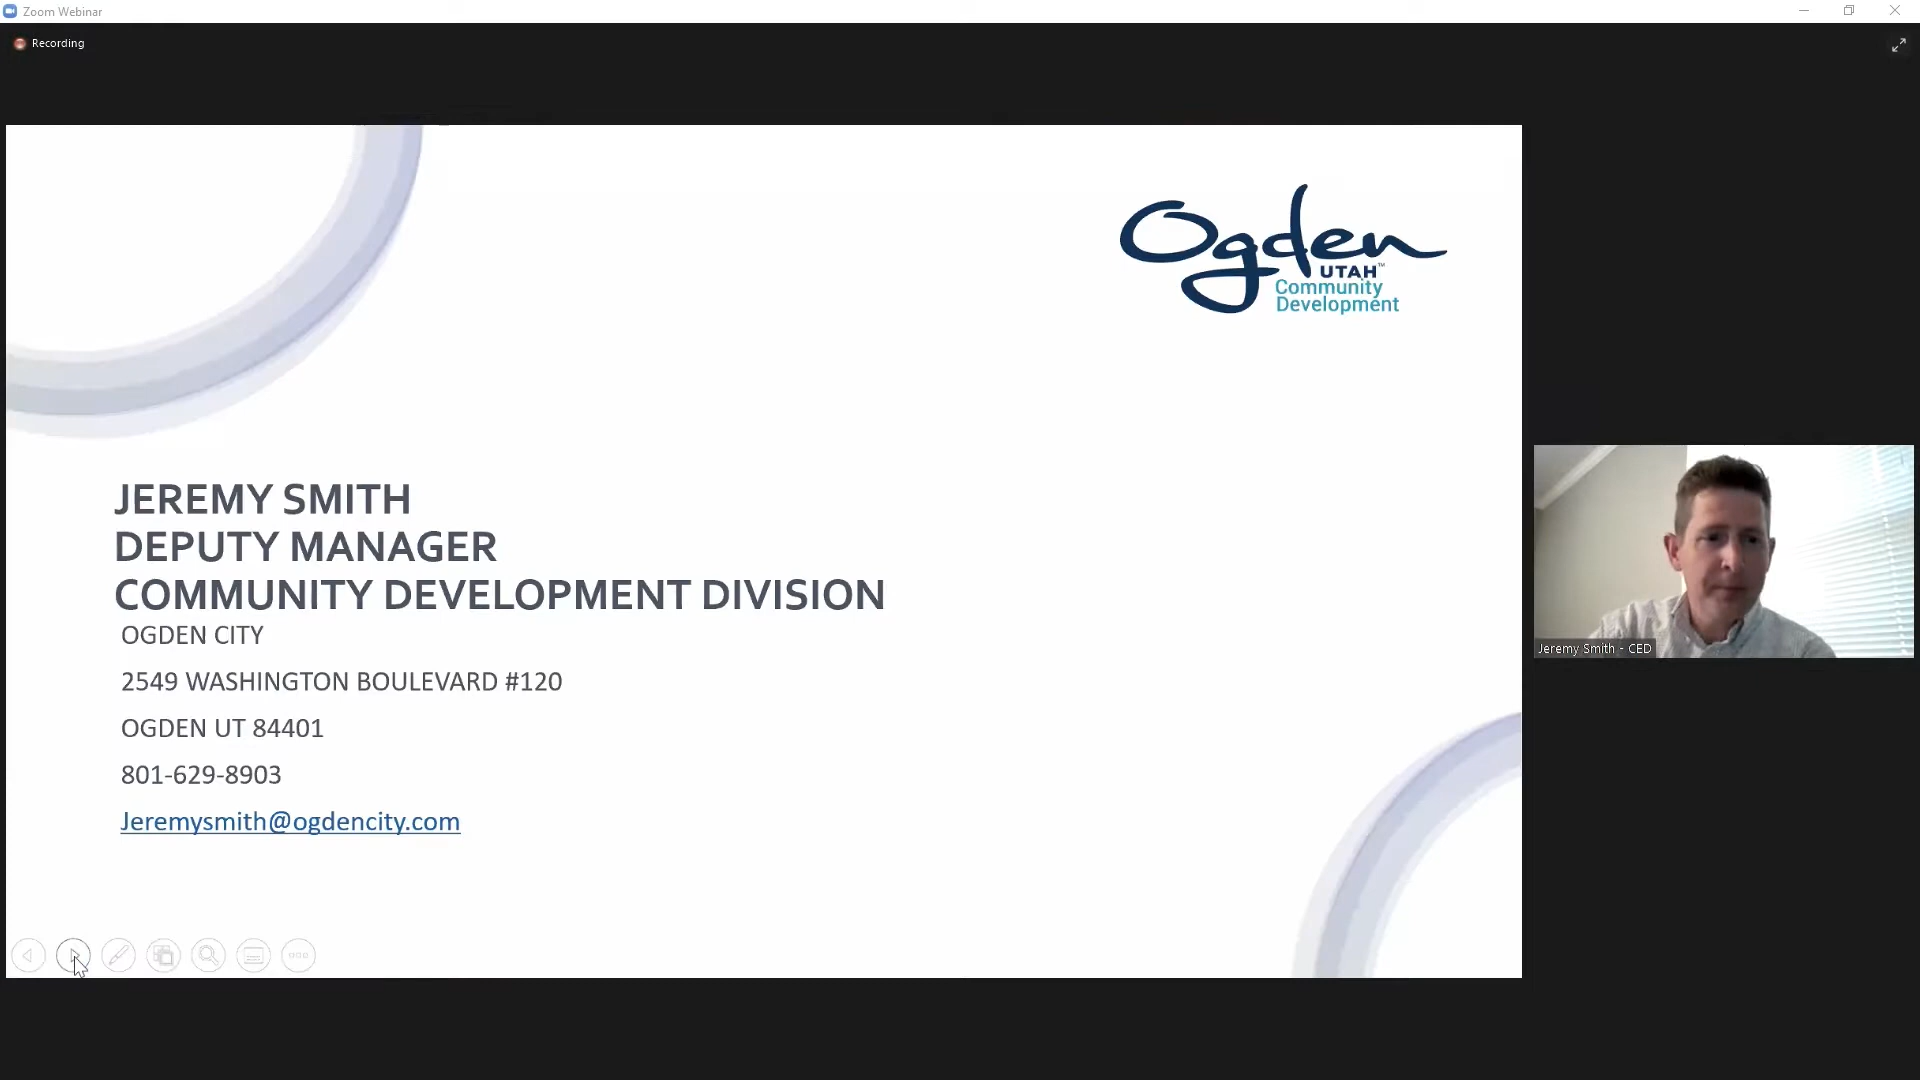 Zoom Webinar
Recording
Ogden
UTAH™
Community
Development
JEREMY SMITH
DEPUTY MANAGER
COMMUNITY DEVELOPMENT DIVISION
OGDEN CITY
2549 WASHINGTON BOULEVARD #120
OGDEN UT 84401
801-629-8903
Jeremysmith@ogdencity.com
Jeremy Smith - CED